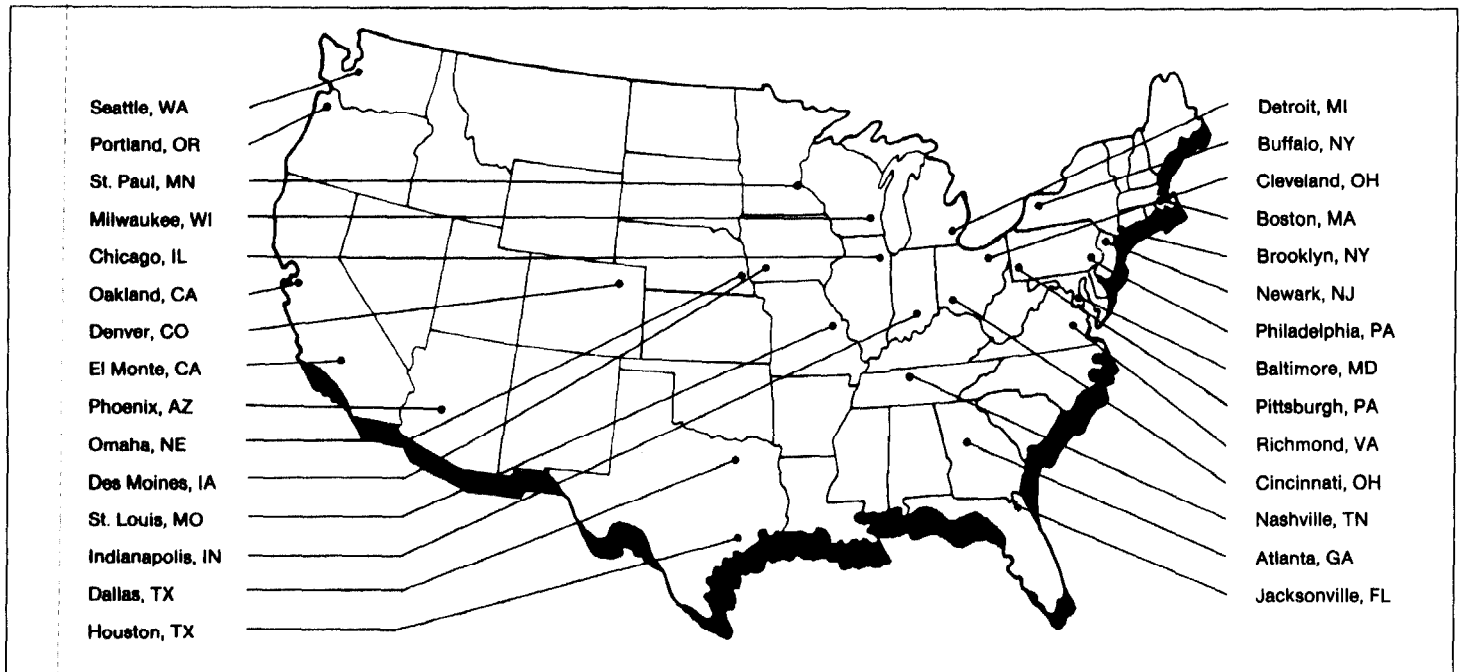 Seattle, WA
Portland, OR
St. Paul, MN
Milwaukee, WI
Chicago, IL
Oakland, CA
Denver, CO
El Monte, CA
Phoenix, AZ
Omaha, NE
Des Moines, IA
St. Louis, MO
Indianapolis, IN
Dallas, TX
Houston, TX
Detroit, MI
Buffalo, NY
Cleveland, OH
Boston, MA
Brooklyn, NY
Newark, NJ
Philadelphia, PA
Baltimore, MD
Pittsburgh, PA
Richmond, VA
Cincinnati, OH
Nashville, TN
Atlanta, GA
Jacksonville, FL